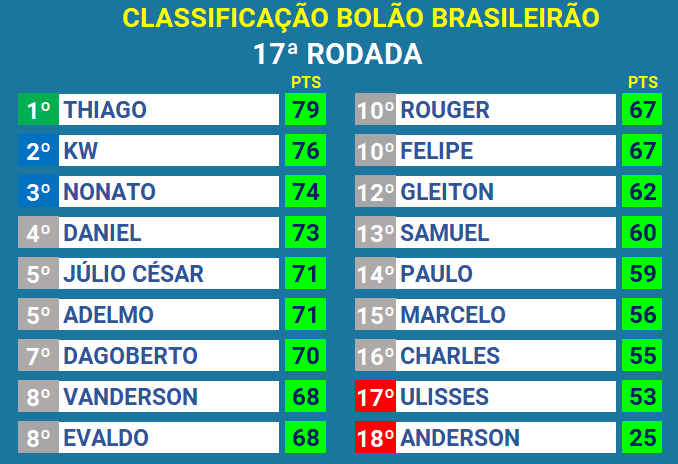 CLASSIFICAÇÃO BOLÃO BRASILEIRÃO
17ª RODADA
PTS
1º THIAGO 79
2º KW 76
3º NONATO 74
4º DANIEL 73
5º JÚLIO CÉSAR 71
5º ADELMO 71
7º DAGOBERTO 70
8º VANDERSON 68
8º EVALDO 68
PTS
10º ROUGER 67
10º FELIPE 67
12º GLEITON 62
13º SAMUEL 60
14º PAULO 59
15º MARCELO 56
16º CHARLES 55
17º ULISSES 53
18º ANDERSON 25